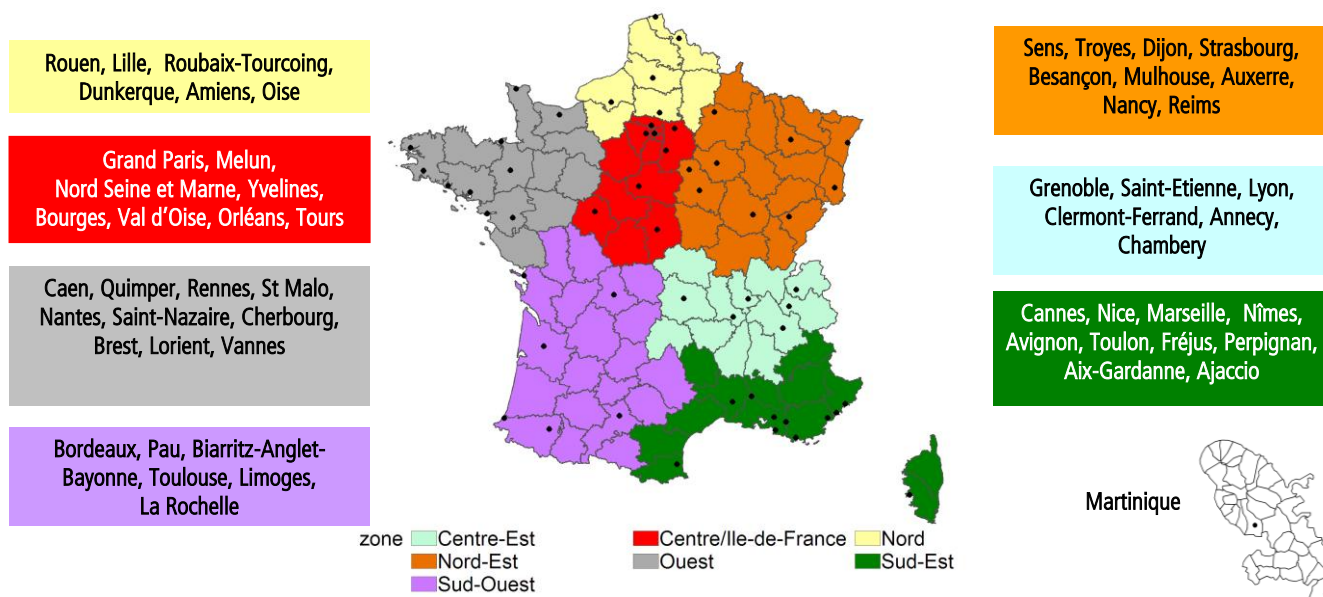 Rouen, Lille, Roubaix-Tourcoing,
Dunkerque, Amiens, Oise
Grand Paris, Melun,
Nord Seine et Marne, Yvelines,
Bourges, Val d’Oise, Orléans, Tours
Caen, Quimper, Rennes, St Malo,
Nantes, Saint-Nazaire, Cherbourg,
Brest, Lorient, Vannes
Bordeaux, Pau, Biarritz-Anglet-
Bayonne, Toulouse, Limoges,
La Rochelle
Sens, Troyes, Dijon, Strasbourg,
Besançon, Mulhouse, Auxerre,
Nancy, Reims
Grenoble, Saint-Etienne, Lyon,
Clermont-Ferrand, Annecy,
Chambery
Cannes, Nice, Marseille, Nîmes,
Avignon, Toulon, Fréjus, Perpignan,
Aix-Gardanne, Ajaccio
Martinique
zone Centre-Est Centre/Ile-de-France Nord
Nord-Est Ouest Sud-Est
Sud-Ouest